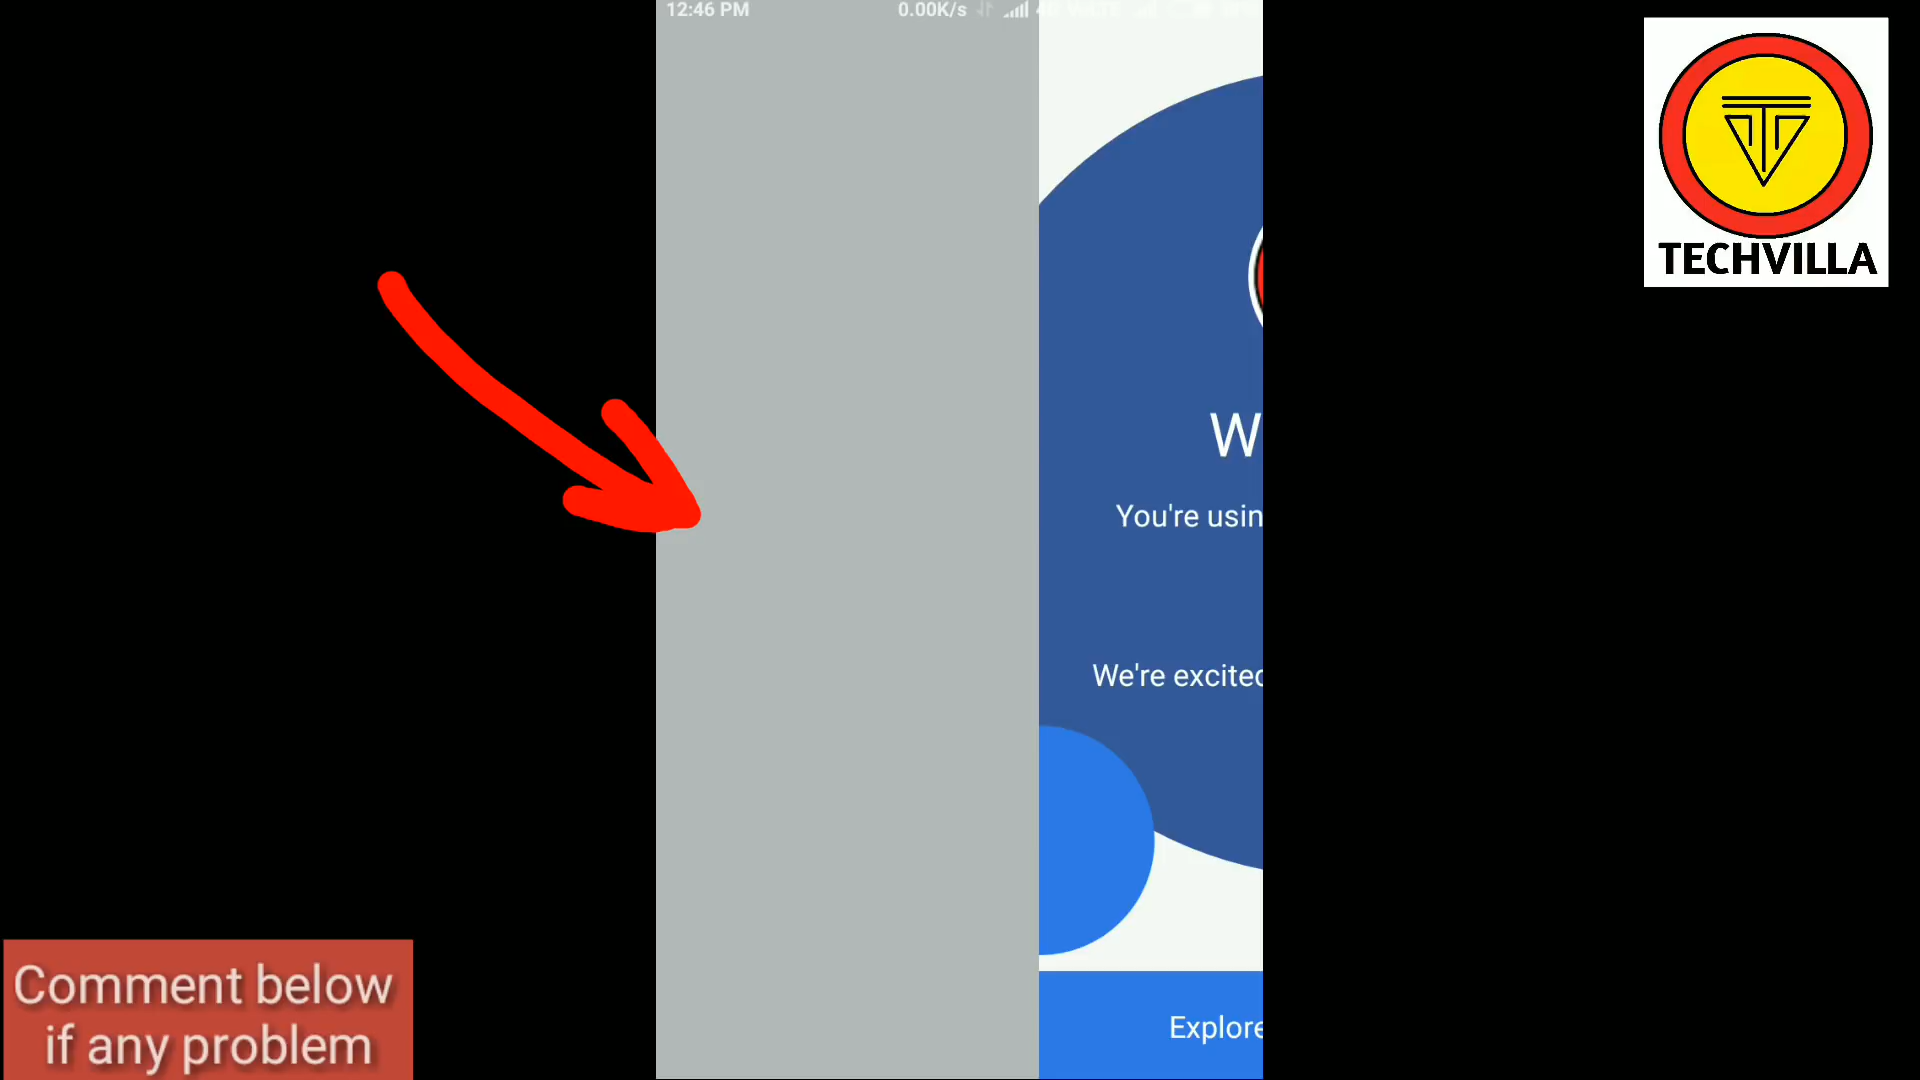 12:46 PM 0.00K/s
TECHVILLA
W
You're usin
We're excited
Explore
Comment below
if any problem